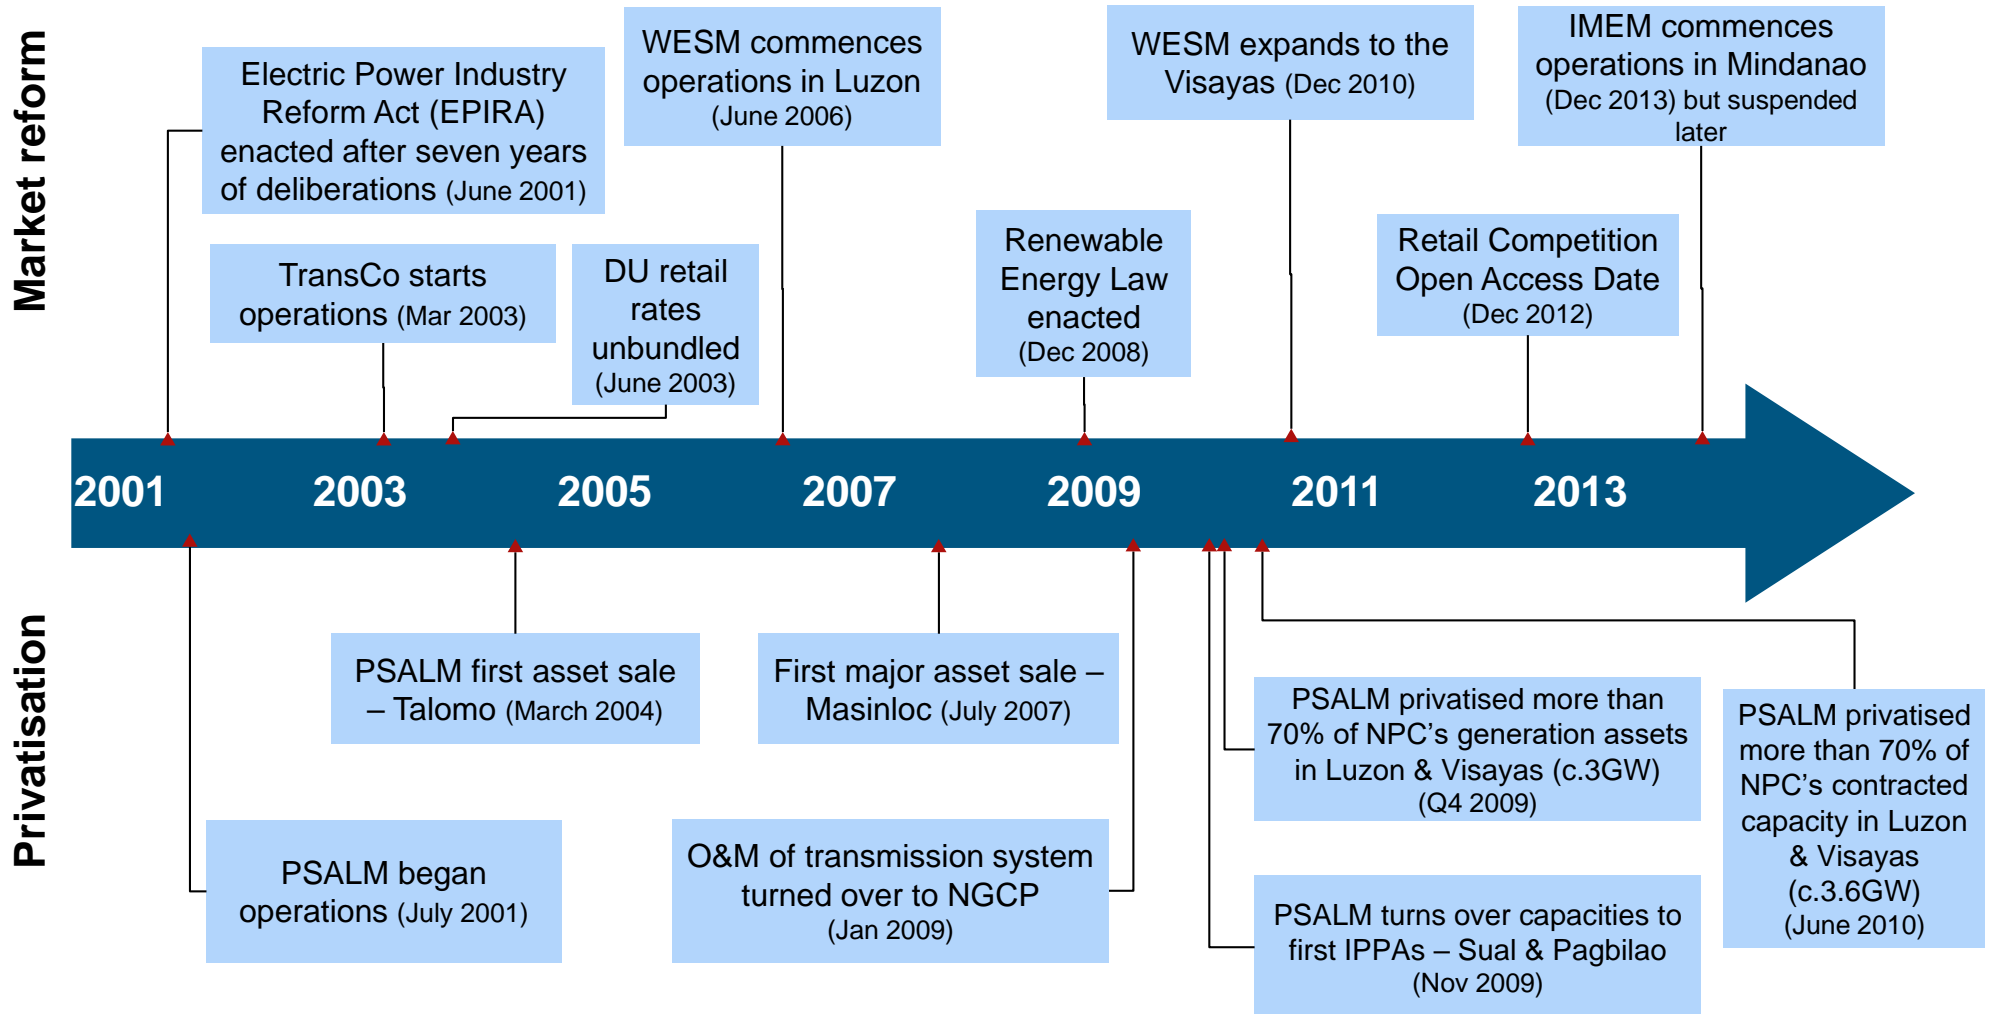 Market reform
Electric Power Industry
Reform Act (EPIRA)
enacted after seven years
of deliberations (June 2001)
WESM commences
operations in Luzon
(June 2006)
WESM expands to the
Visayas (Dec 2010)
IMEM commences
operations in Mindanao
(Dec 2013) but suspended
later
TransCo starts
operations (Mar 2003)
DU retail
rates
unbundled
(June 2003)
Renewable
Energy Law
enacted
(Dec 2008)
Retail Competition
Open Access Date
(Dec 2012)
2001 2003 2005 2007 2009 2011 2013
Privatisation
PSALM first asset sale
– Talomo (March 2004)
First major asset sale –
Masinloc (July 2007)
PSALM privatised more than
70% of NPC’s generation assets
in Luzon & Visayas (c.3GW)
(Q4 2009)
PSALM privatised
more than 70% of
NPC’s contracted
capacity in Luzon
& Visayas
(c.3.6GW)
(June 2010)
PSALM began
operations (July 2001)
O&M of transmission system
turned over to NGCP
(Jan 2009)
PSALM turns over capacities to
first IPPAs – Sual & Pagbilao
(Nov 2009)